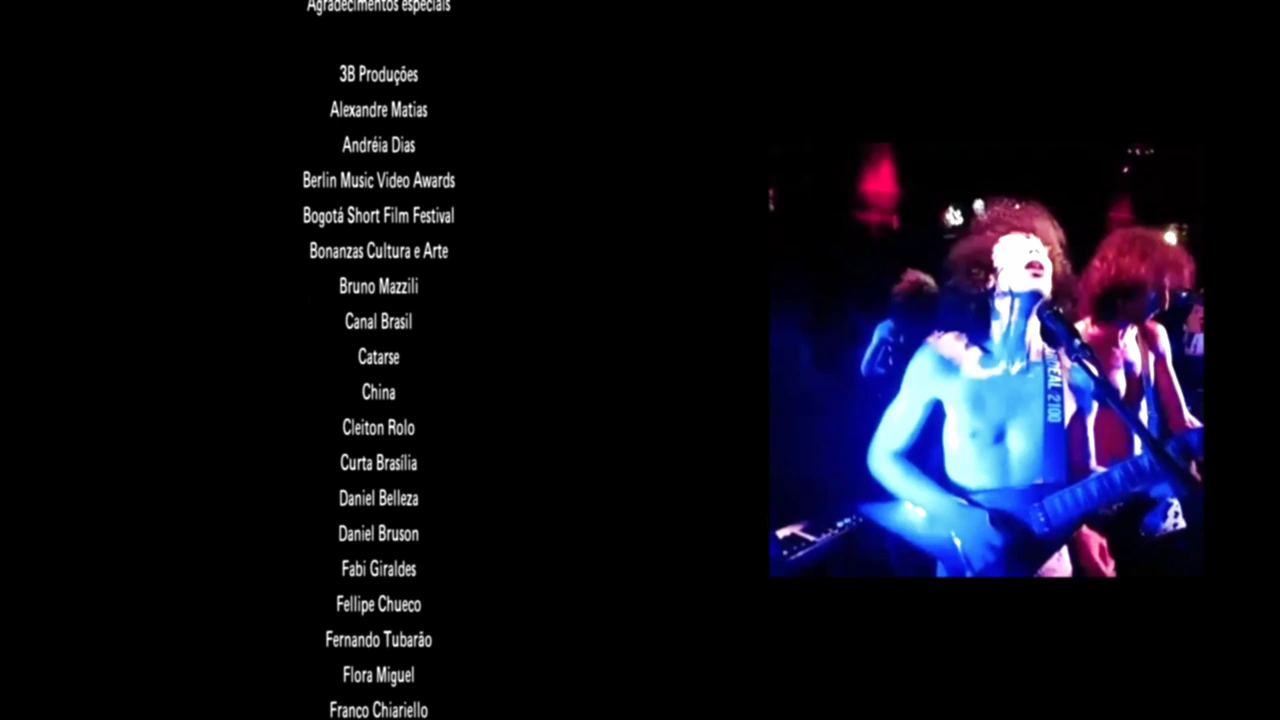 Agradecimentos especiais
3B Produções
Alexandre Matias
Andréia Dias
Berlin Music Video Awards
Bogotá Short Film Festival
Bonanzas Cultura e Arte
Bruno Mazzili
Canal Brasil
Catarse
China
Cleiton Rolo
Curta Brasília
Daniel Belleza
Daniel Bruson
Fabi Giraldes
Fellipe Chueco
Fernando Tubarão
Flora Miguel
Franco Chiariello
2100